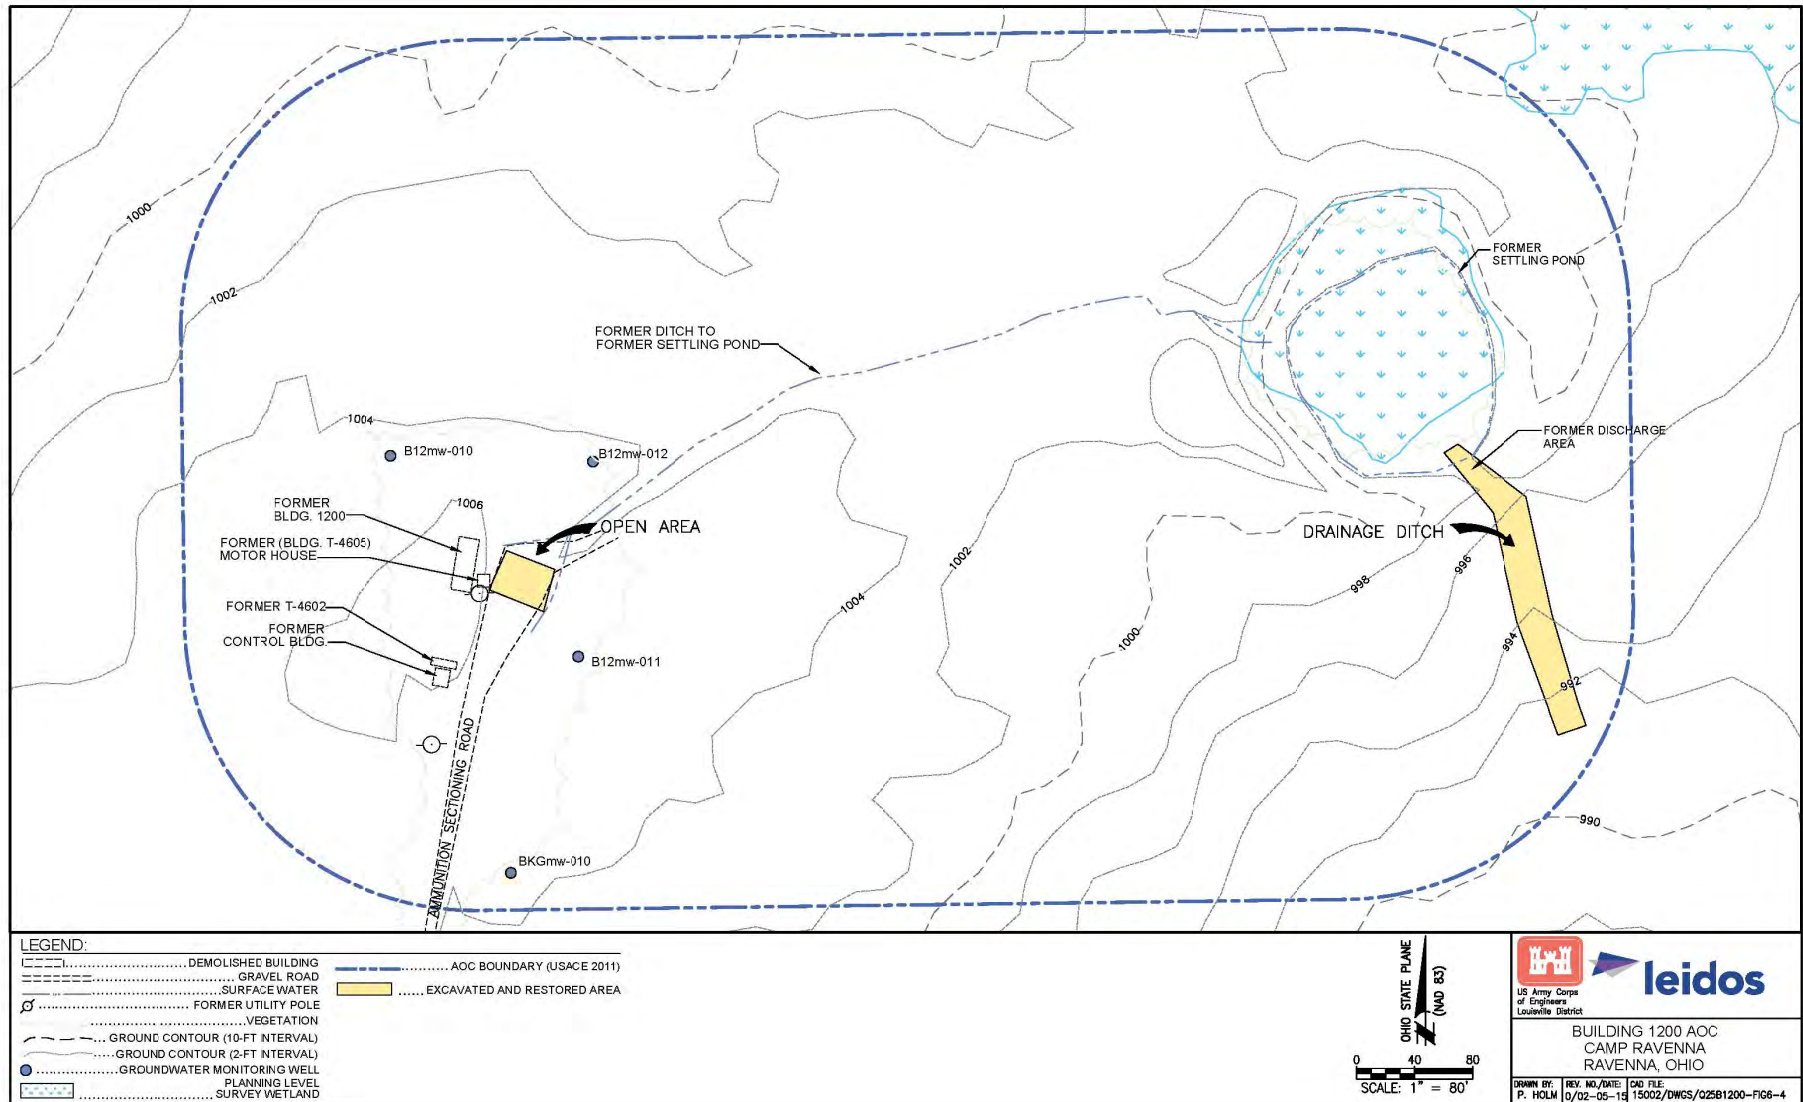 1000
1002
FORMER
SETTLING POND
FORMER DITCH TO
FORMER SETTLING POND
1004
B12mw-010
B12mw-012
FORMER DISCHARGE
AREA
1006
FORMER
BLDG. 1200
OPEN AREA
FORMER (BLDG. T-4605)
MOTOR HOUSE
DRAINAGE DITCH
1002
996
998
FORMER T-4602
1004
FORMER
CONTROL BLDG.
1000
994
B12mw-011
992
AMMUNITION SECTIONING ROAD
990
BKGmw-010
LEGEND:
DEMOLISHED BUILDING
GRAVEL ROAD
SURFACE WATER
FORMER UTILITY POLE
VEGETATION
GROUND CONTOUR (10-FT INTERVAL)
GROUND CONTOUR (2-FT INTERVAL)
GROUNDWATER MONITORING WELL
PLANNING LEVEL
SURVEY WETLAND
AOC BOUNDARY (USACE 2011)
EXCAVATED AND RESTORED AREA
OHIO STATE PLANE
(NAD 83)
0 40 80
SCALE: 1" = 80'
US Army Corps
of Engineers
Louisville District
leidos
BUILDING 1200 AOC
CAMP RAVENNA
RAVENNA, OHIO
DRAWN BY:
P. HOLM
REV. NO./DATE:
0/02-05-15
CAD FILE:
15002/DWGS/Q25B1200-FIG6-4